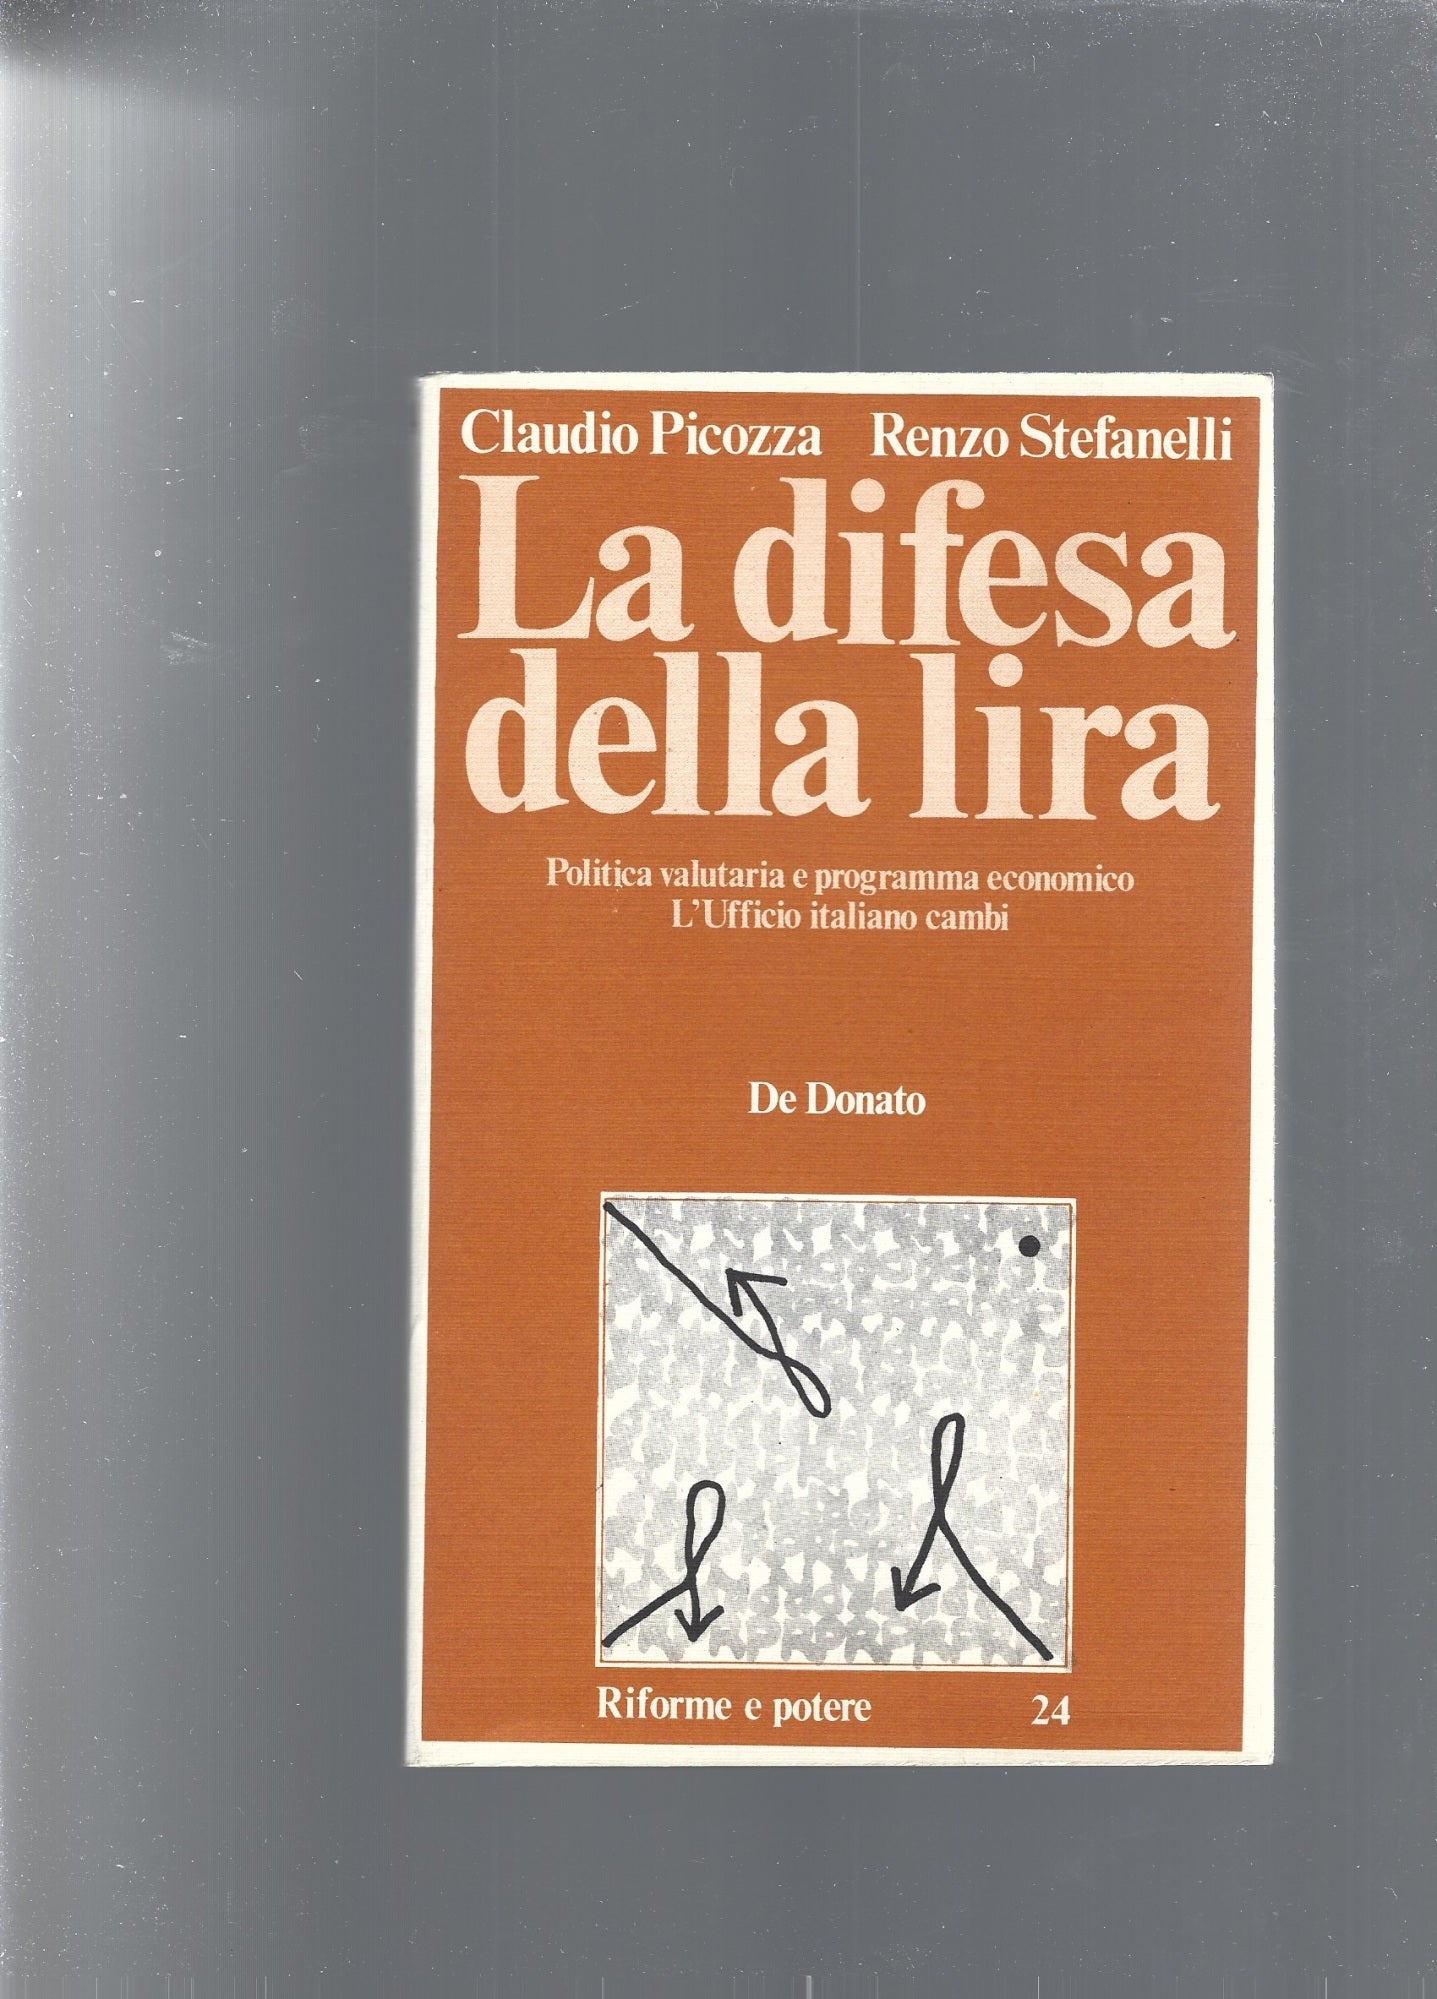 Claudio Picozza Renzo Stefanelli
La difesa
della lira
Politica valutaria e programma economico
L'Ufficio italiano cambi
De Donato
Riforme e potere 24